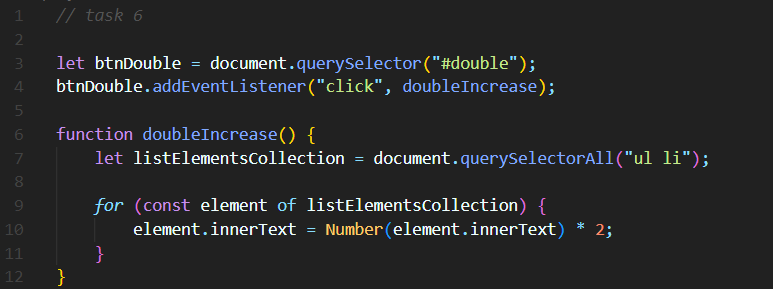 1 // task 6
2
3 let btnDouble = document.querySelector("#double");
4 btnDouble.addEventListener("click", doubleIncrease);
5
6 function doubleIncrease() {
7 let listElementsCollection = document.querySelectorAll("ul li");
8
9 for (const element of listElementsCollection) {
10 element.innerText = Number(element.innerText) * 2;
11 }
12 }